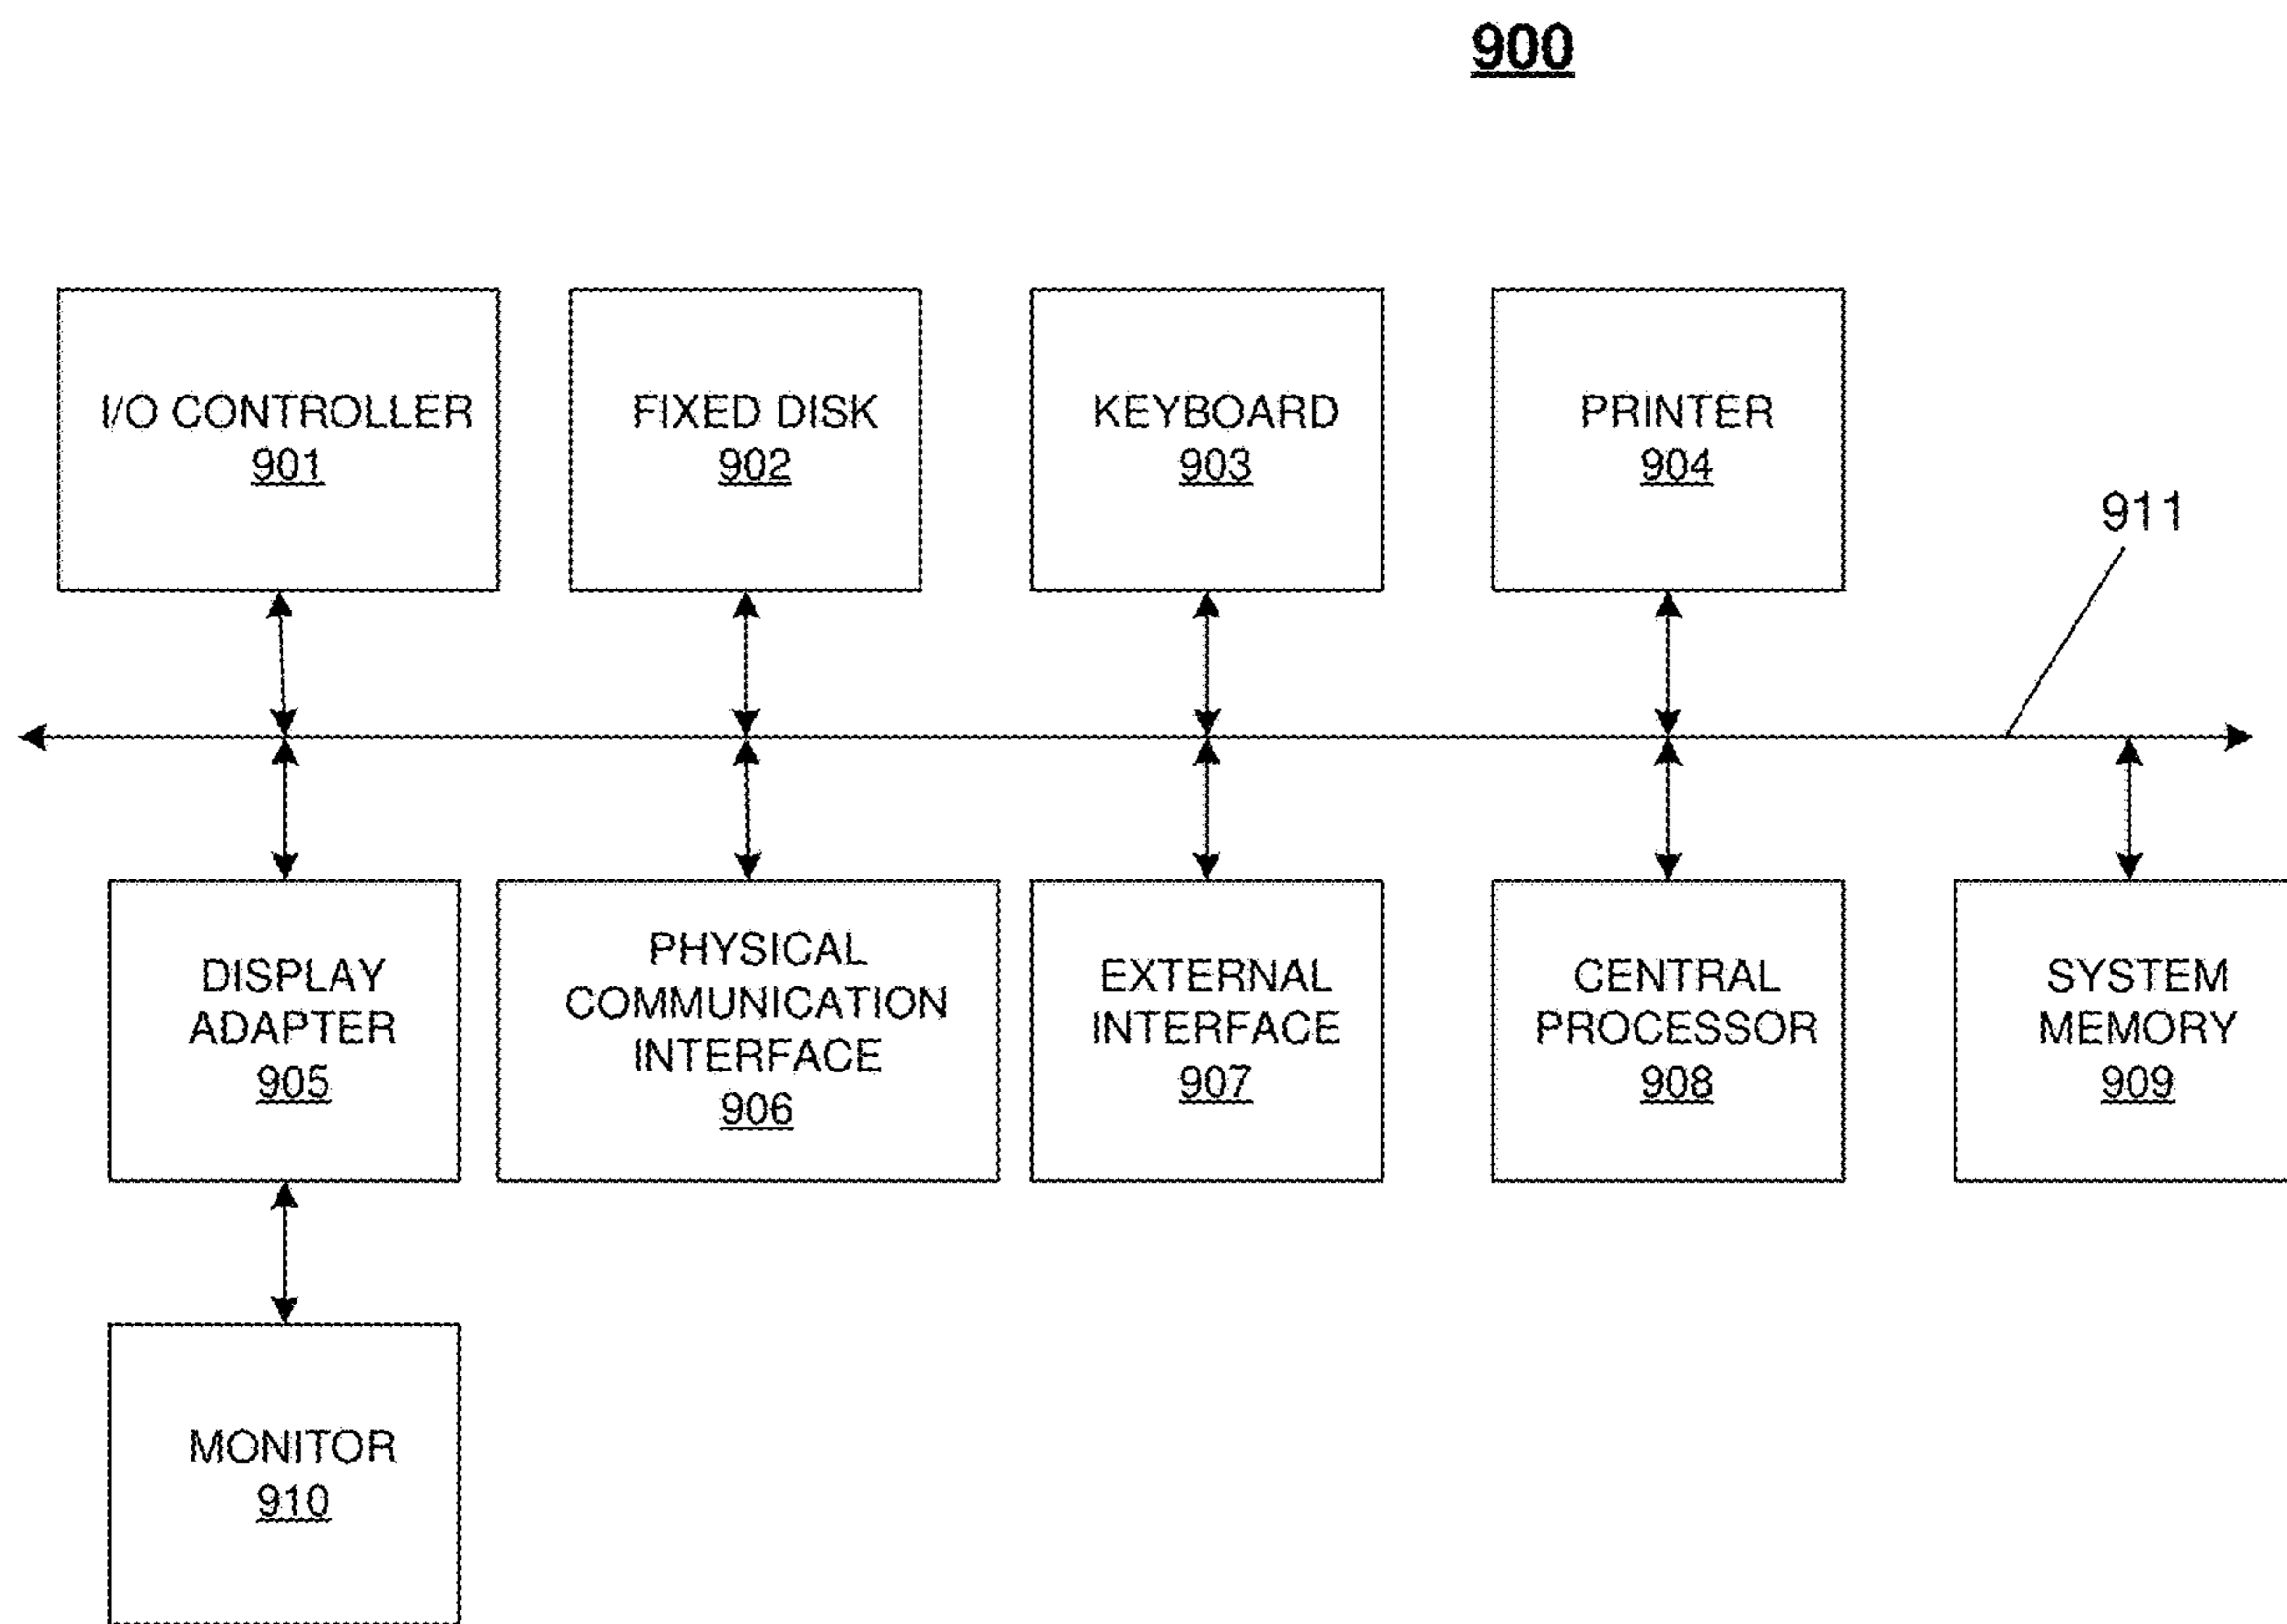 900
I/O CONTROLLER
901
FIXED DISK
902
KEYBOARD
903
PRINTER
904
911
DISPLAY
ADAPTER
905
PHYSICAL
COMMUNICATION
INTERFACE
906
EXTERNAL
INTERFACE
907
CENTRAL
PROCESSOR
908
SYSTEM
MEMORY
909
MONITOR
910